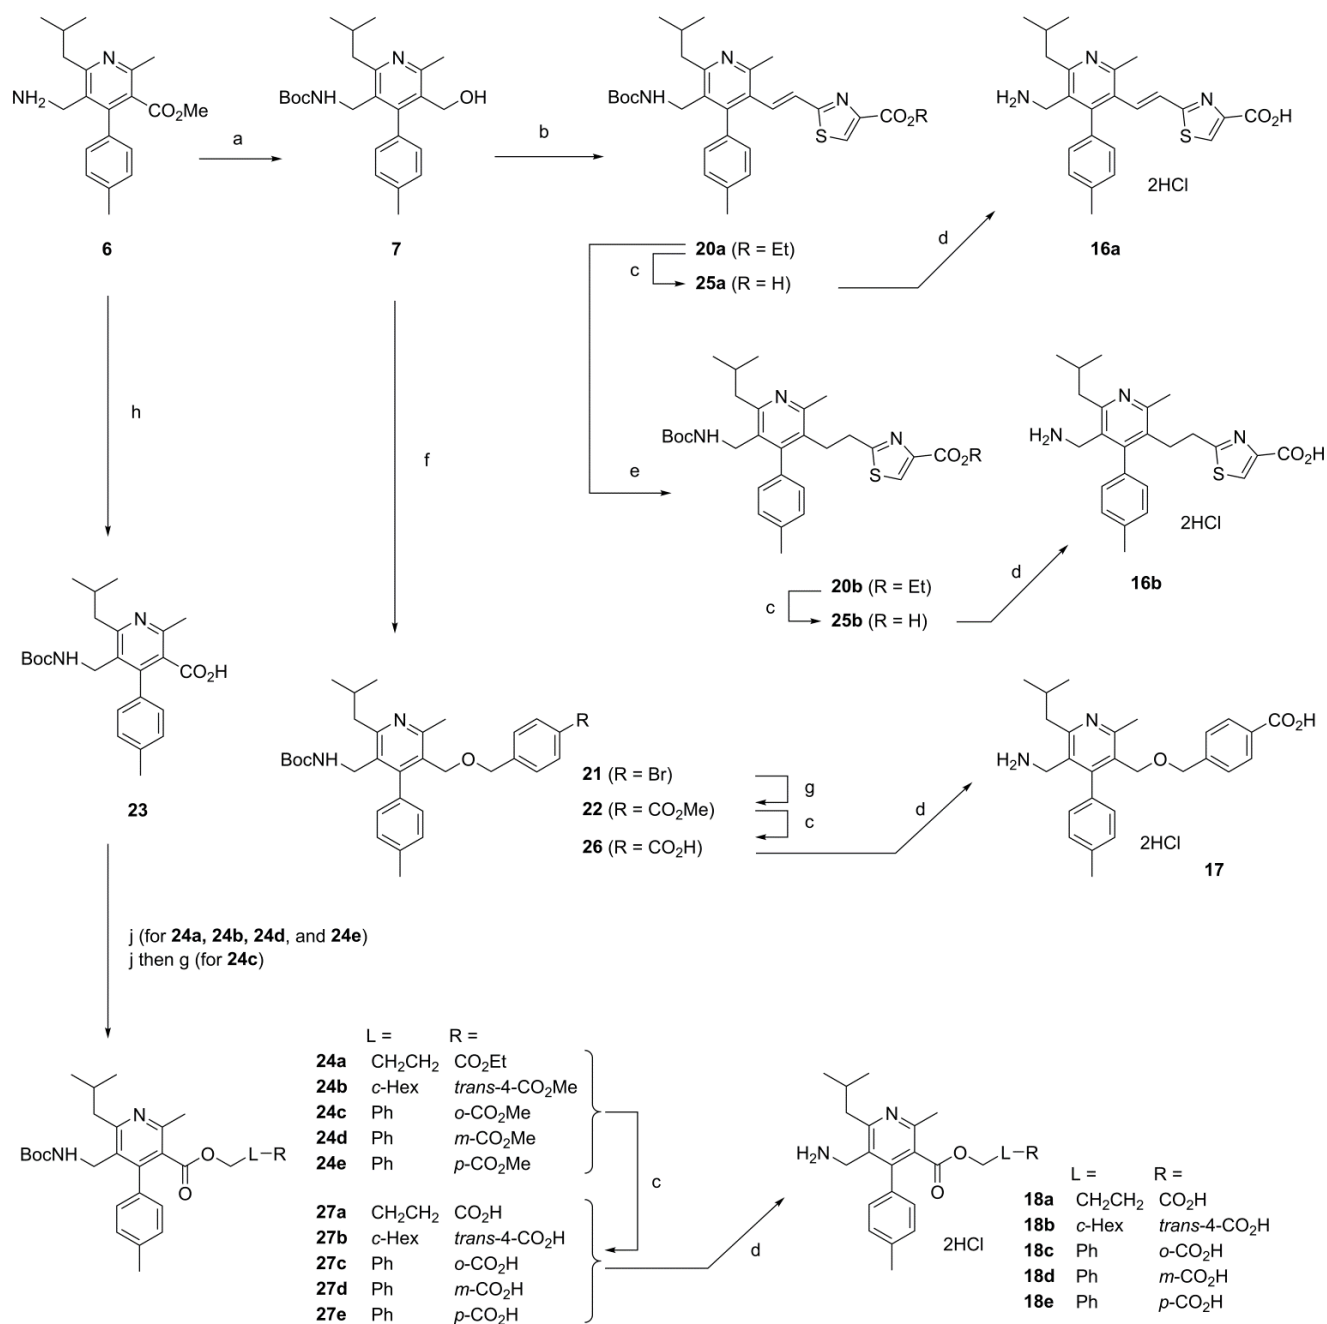 N
NH2
CO2Me
6
a
N
BocNH
OH
7
b
N
BocNH
N
S
CO2R
20a (R = Et)
c
25a (R = H)
d
N
H2N
N
S
CO2H
2HCl
16a
h
f
e
N
BocNH
N
S
CO2R
20b (R = Et)
c
25b (R = H)
d
N
H2N
N
S
CO2H
2HCl
16b
N
BocNH
CO2H
23
N
BocNH
O
R
21 (R = Br)
g
22 (R = CO2Me)
c
26 (R = CO2H)
d
N
H2N
O
CO2H
2HCl
17
j (for 24a, 24b, 24d, and 24e)
j then g (for 24c)
N
BocNH
O
O
L–R
L = R =
24a CH2CH2 CO2Et
24b c-Hex trans-4-CO2Me
24c Ph o-CO2Me
24d Ph m-CO2Me
24e Ph p-CO2Me
c
27a CH2CH2 CO2H
27b c-Hex trans-4-CO2H
27c Ph o-CO2H
27d Ph m-CO2H
27e Ph p-CO2H
d
N
H2N
O
O
L–R
2HCl
L = R =
18a CH2CH2 CO2H
18b c-Hex trans-4-CO2H
18c Ph o-CO2H
18d Ph m-CO2H
18e Ph p-CO2H